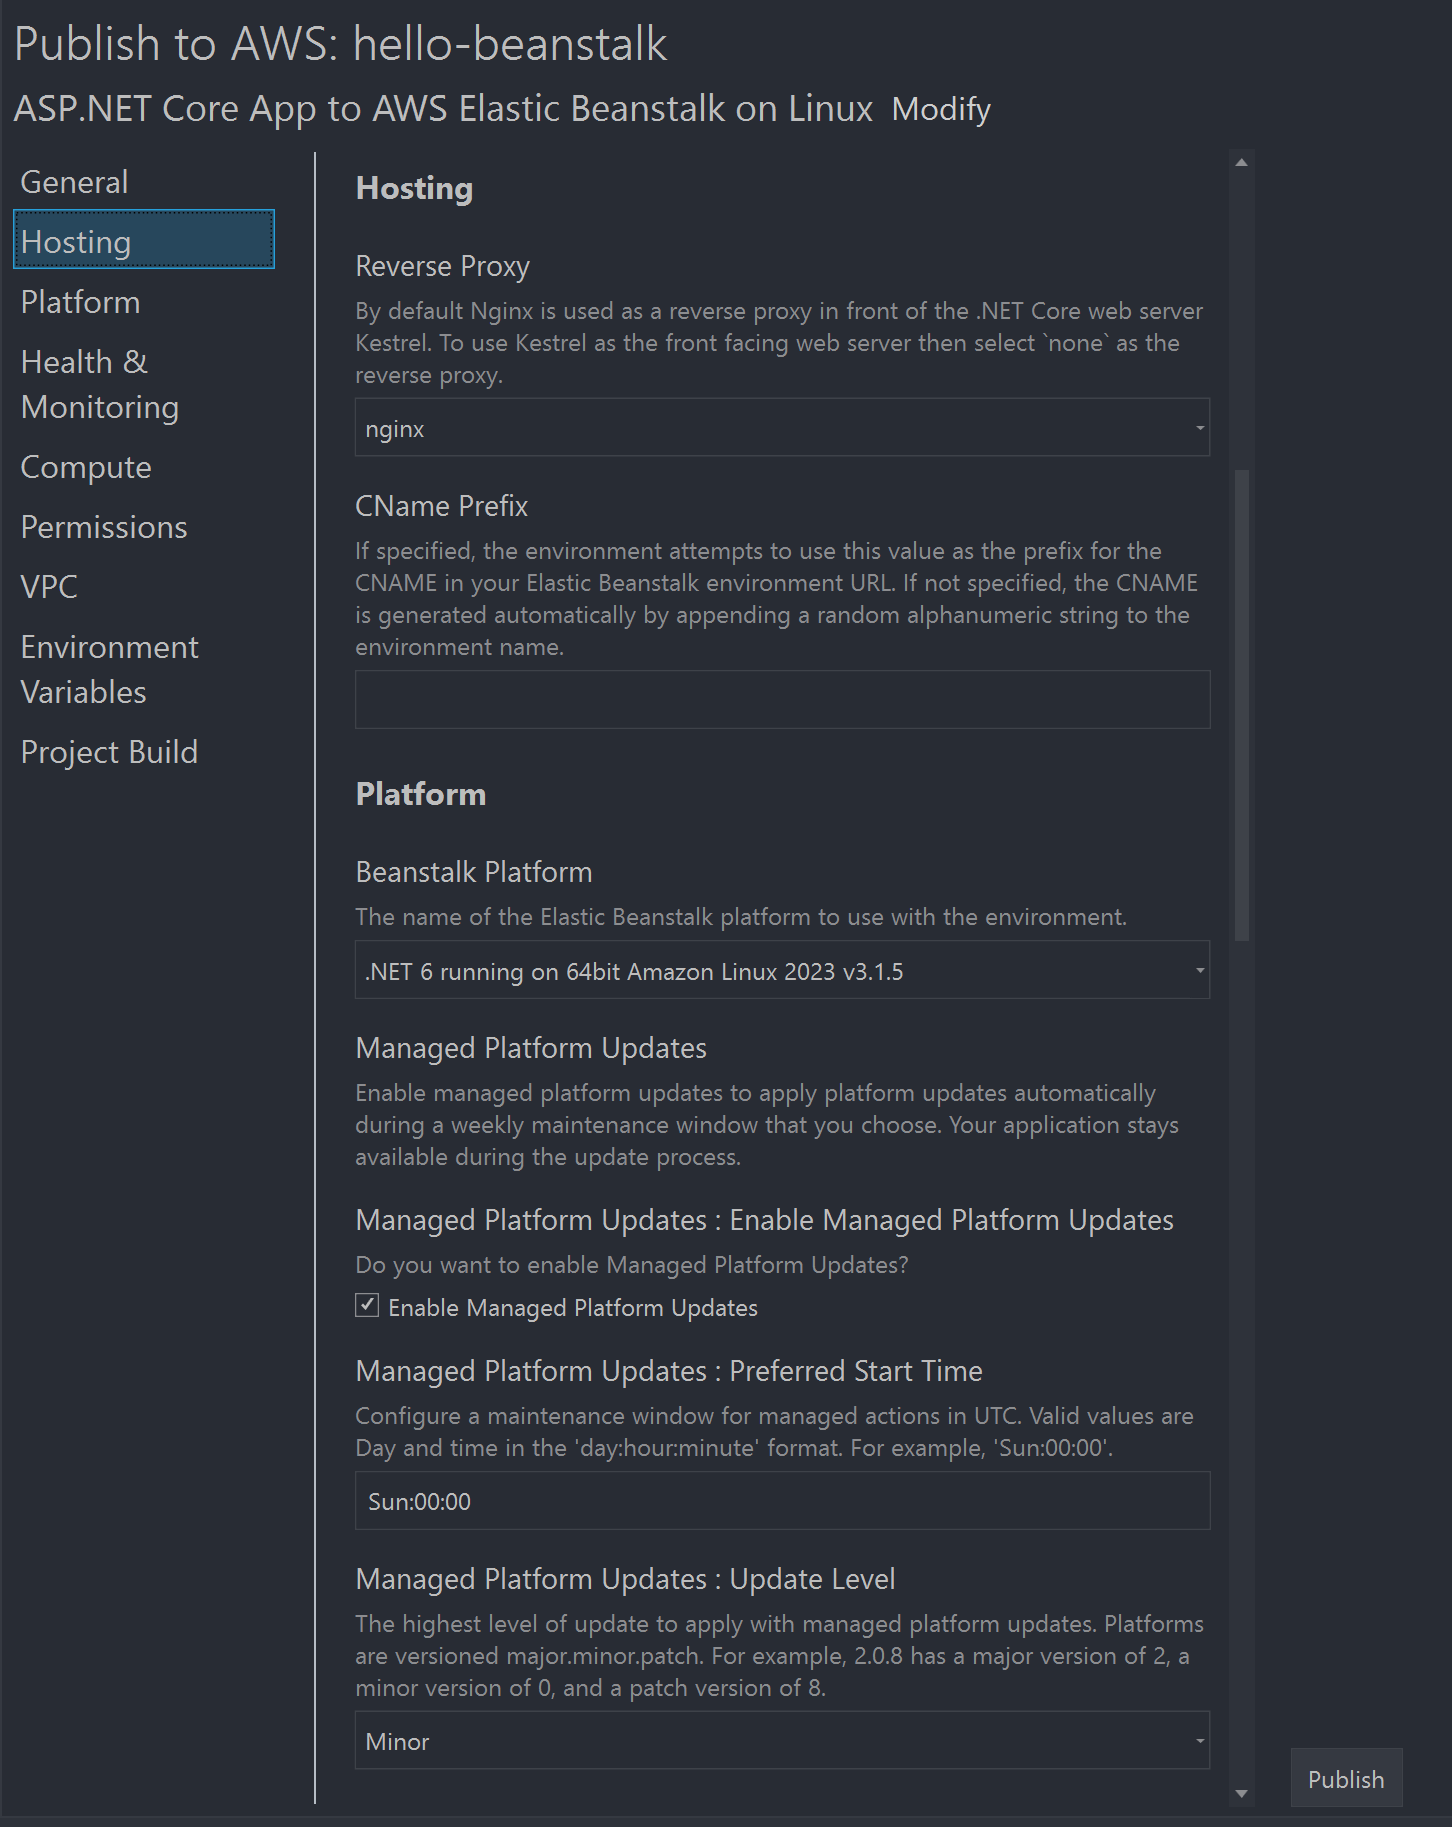 Publish to AWS: hello-beanstalk
ASP.NET Core App to AWS Elastic Beanstalk on Linux Modify
General
Hosting
Platform
Health &
Monitoring
Compute
Permissions
VPC
Environment
Variables
Project Build
Hosting
Reverse Proxy
By default Nginx is used as a reverse proxy in front of the .NET Core web server
Kestrel. To use Kestrel as the front facing web server then select `none` as the
reverse proxy.
nginx
CName Prefix
If specified, the environment attempts to use this value as the prefix for the
CNAME in your Elastic Beanstalk environment URL. If not specified, the CNAME
is generated automatically by appending a random alphanumeric string to the
environment name.
Platform
Beanstalk Platform
The name of the Elastic Beanstalk platform to use with the environment.
.NET 6 running on 64bit Amazon Linux 2023 v3.1.5
Managed Platform Updates
Enable managed platform updates to apply platform updates automatically
during a weekly maintenance window that you choose. Your application stays
available during the update process.
Managed Platform Updates : Enable Managed Platform Updates
Do you want to enable Managed Platform Updates?
Enable Managed Platform Updates
Managed Platform Updates : Preferred Start Time
Configure a maintenance window for managed actions in UTC. Valid values are
Day and time in the 'day:hour:minute' format. For example, 'Sun:00:00'.
Sun:00:00
Managed Platform Updates : Update Level
The highest level of update to apply with managed platform updates. Platforms
are versioned major.minor.patch. For example, 2.0.8 has a major version of 2, a
minor version of 0, and a patch version of 8.
Minor
Publish